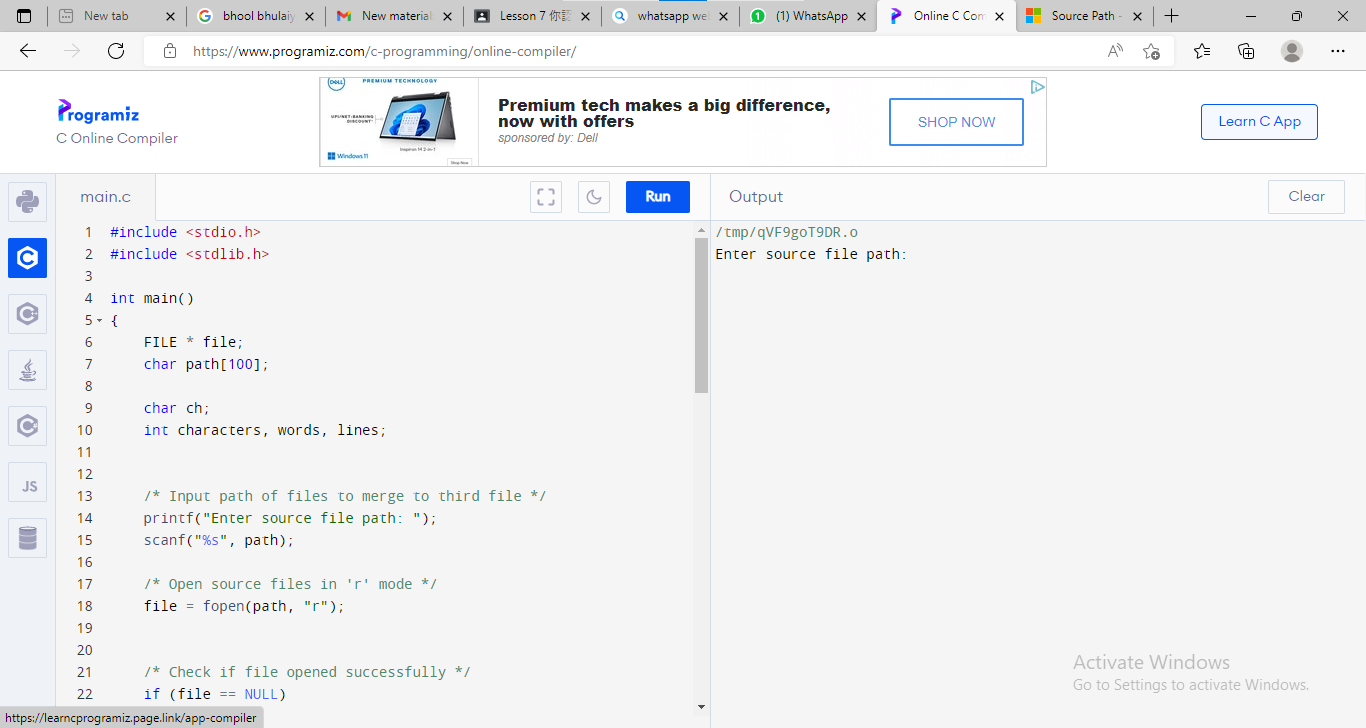 New tab
bhool bhulaiy
New material
Lesson 7 你
whatsapp wel
(1) WhatsApp
Online C Com
Source Path -
https://www.programiz.com/c-programming/online-compiler/
Programiz
C Online Compiler
DELL
PREMIUM TECHNOLOGY
UPI/NET-BANKING
DISCOUNT*
Inspiron 14 2-in-1
Windows 11
Shop Now
Premium tech makes a big difference,
now with offers
sponsored by: Dell
SHOP NOW
Learn C App
main.c
Run
Output
Clear
1 #include <stdio.h>
2 #include <stdlib.h>
3
4 int main()
5 {
6 FILE * file;
7 char path[100];
8
9 char ch;
10 int characters, words, lines;
11
12
13 /* Input path of files to merge to third file */
14 printf("Enter source file path: ");
15 scanf("%s", path);
16
17 /* Open source files in 'r' mode */
18 file = fopen(path, "r");
19
20
21 /* Check if file opened successfully */
22 if (file == NULL)
/tmp/qVF9goT9DR.o
Enter source file path:
JS
Activate Windows
Go to Settings to activate Windows.
https://learncprogramiz.page.link/app-compiler